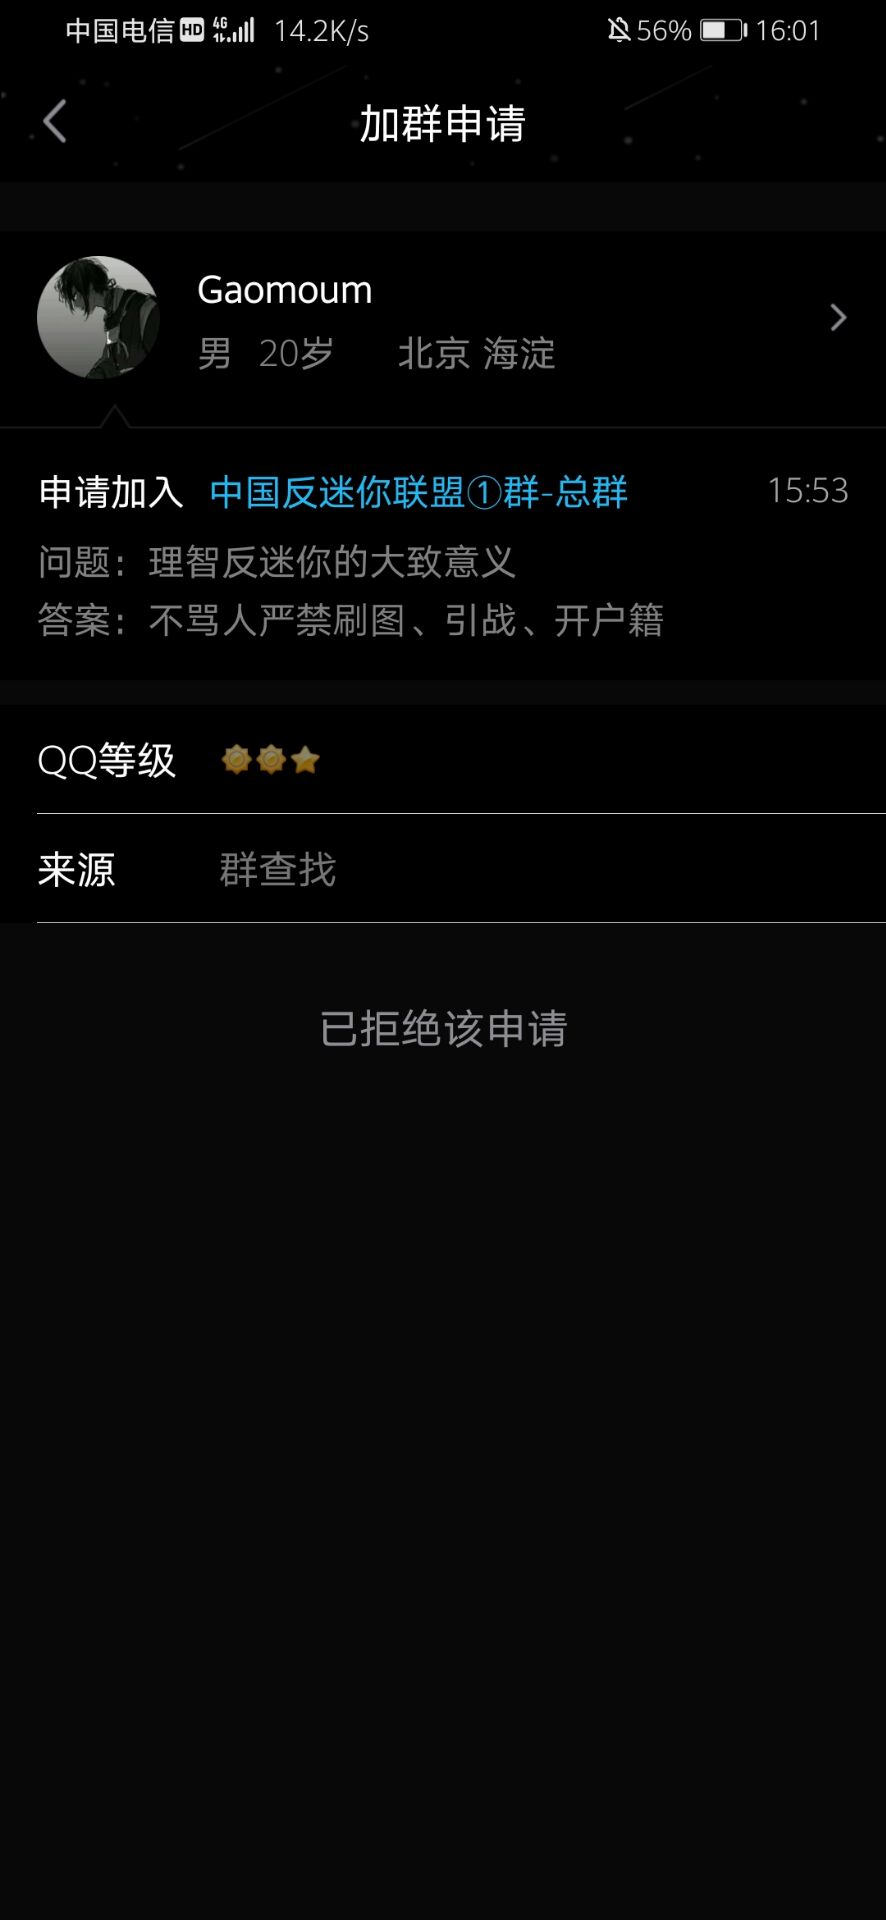 中国电信 HD 4G 14.2K/s 56% 16:01
加群申请
Gaomoum
男 20岁 北京 海淀
申请加入 中国反迷你联盟①群-总群 15:53
问题：理智反迷你的大致意义
答案：不骂人严禁刷图、引战、开户籍
QQ等级
来源 群查找
已拒绝该申请